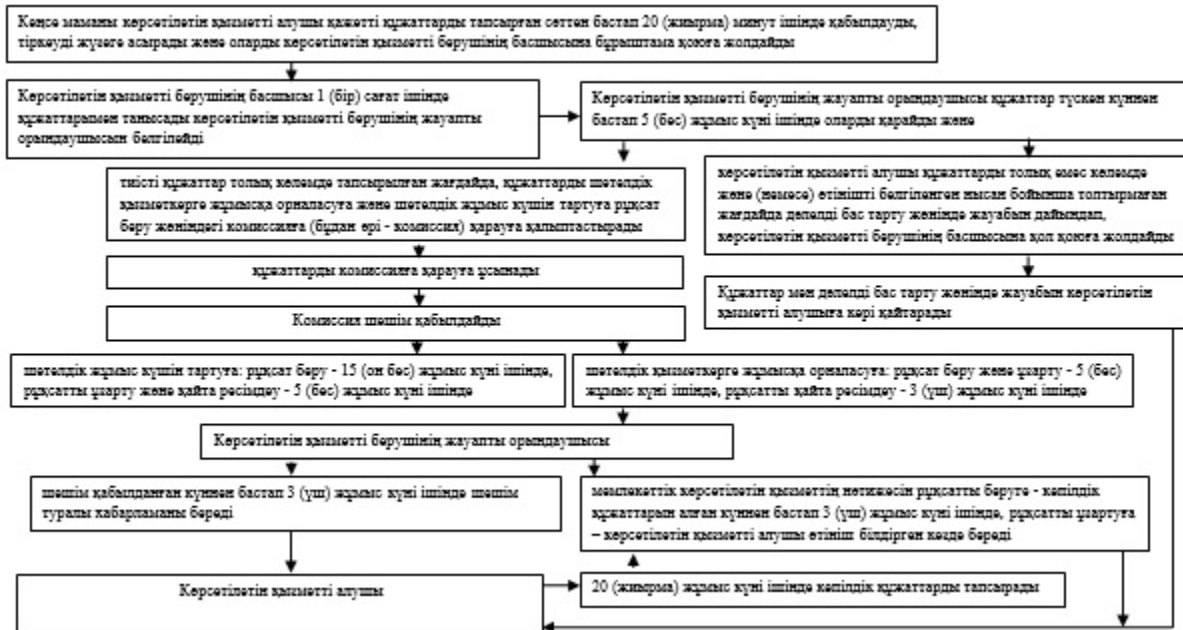 Кеңсе маманы көрсетілетін қызметті алушы қажетті құжаттарды тапсырған сәттен бастап 20 (жиырма) минут ішінде қабылдауды,
тіркеуді жүзеге асырады және оларды көрсетілетін қызметті берушінің басшысына бұрыштама қоюға жолдайды
Көрсетілетін қызметті берушінің басшысы 1 (бір) сағат ішінде
құжаттарымен танысады көрсетілетін қызметті берушінің жауапты
орындаушысын белгілейді
Көрсетілетін қызметті берушінің жауапты орындаушысы құжаттар түскен күннен
бастап 5 (бес) жұмыс күні ішінде оларды қарайды және
тиісті құжаттар толық көлемде тапсырылған жағдайда, құжаттарды шетелдік
қызметкерге жұмысқа орналасуға және шетелдік жұмыс күшін тартуға рұқсат
беру жөніндегі комиссияға (бұдан әрі - комиссия) қарауға қалыптастырады
көрсетілетін қызметті алушы құжаттарды толық емес көлемде
және (немесе) өтінішті белгіленген нысан бойынша толтырмаған
жағдайда дәлелді бас тарту жөнінде жауабын дайындап,
көрсетілетін қызметті берушінің басшысына қол қоюға жолдайды
құжаттарды комиссияға қарауға ұсынады
Құжаттар мен дәлелді бас тарту жөнінде жауабын көрсетілетін
қызметті алушыға кері қайтарады
Комиссия шешім қабылдайды
шетелдік жұмыс күшін тартуға: рұқсат беру - 15 (он бес) жұмыс күні ішінде,
рұқсатты ұзарту және қайта ресімдеу - 5 (бес) жұмыс күні ішінде
шетелдік қызметкерге жұмысқа орналасуға: рұқсат беру және ұзарту - 5 (бес)
жұмыс күні ішінде, рұқсатты қайта ресімдеу - 3 (үш) жұмыс күні ішінде
Көрсетілетін қызметті берушінің жауапты орындаушысы
шешім қабылданған күннен бастап 3 (үш) жұмыс күні ішінде шешім
туралы хабарламаны береді
мемлекеттік көрсетілетін қызметтің нәтижесін рұқсатты беруге - кепілдік
құжаттарын алған күннен бастап 3 (үш) жұмыс күні ішінде, рұқсатты ұзартуға
– көрсетілетін қызметті алушы өтініш білдірген кезде береді
Көрсетілетін қызметті алушы
20 (жиырма) жұмыс күні ішінде кепілдік құжаттарды тапсырады